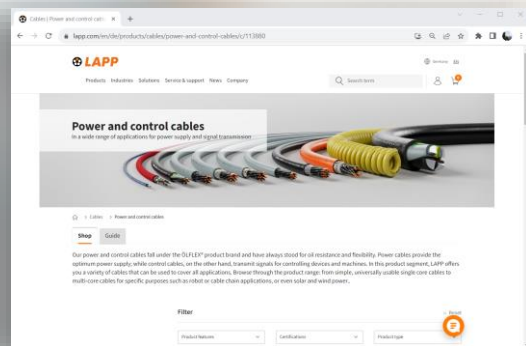 Cables | Power and control cabl
lapp.com/en/de/products/cables/power-and-control-cables/c/113880
LAPP
Germany
EN
Products Industries Solutions Service & support News Company
Search term
0
Power and control cables
In a wide range of applications for power supply and signal transmission
Cables > Power and control cables
Shop Guide
Our power and control cables fall under the ÖLFLEX® product brand and have always stood for oil resistance and flexibility. Power cables provide the
optimum power supply, while control cables, on the other hand, transmit signals for controlling devices and machines. In this product segment, LAPP offers
you a variety of cables that can be used to cover all applications. Browse through the product range: from simple, universally usable single core cables to
multi-core cables for specific purposes such as robot or cable chain applications, or even solar and wind power.
Filter
Reset
Product features Certifications Product type